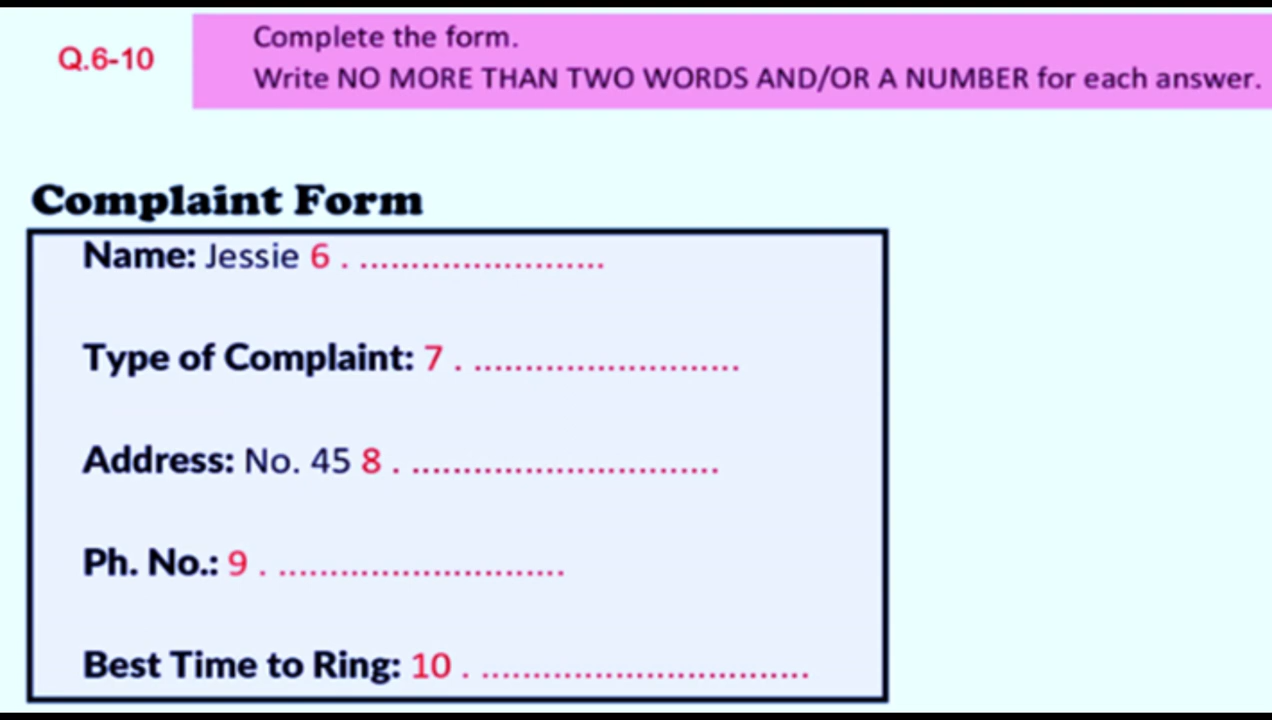 Q.6-10
Complete the form.
Write NO MORE THAN TWO WORDS AND/OR A NUMBER for each answer.
Complaint Form
Name: Jessie 6 . ........................
Type of Complaint: 7 . ..........................
Address: No. 45 8 . ..............................
Ph. No.: 9 . ............................
Best Time to Ring: 10 . ................................